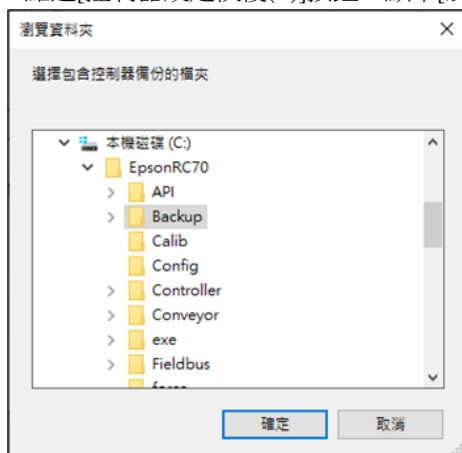 瀏覽資料夾
選擇包含控制器備份的檔夾
本機磁碟 (C:)
EpsonRC70
API
Backup
Calib
Config
Controller
Conveyor
exe
Fieldbus
確定
取消